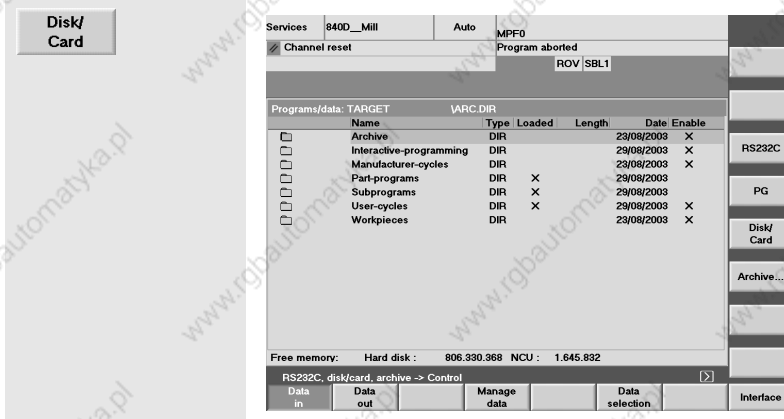 Disk/
Card
Services 840D__Mill Auto MPF0
Channel reset Program aborted
ROV SBL1
Programs/data: TARGET \ARC.DIR
Name Type Loaded Length Date Enable
Archive DIR 23/08/2003 X
Interactive-programming DIR 29/08/2003 X
Manufacturer-cycles DIR 23/08/2003 X
Part-programs DIR X 29/08/2003
Subprograms DIR X 29/08/2003
User-cycles DIR X 29/08/2003 X
Workpieces DIR 23/08/2003 X
Free memory: Hard disk : 806.330.368 NCU : 1.645.832
RS232C, disk/card, archive -> Control
Data
in
Data
out
Manage
data
Data
selection
RS232C
PG
Disk/
Card
Archive...
Interface
www.rgbautomatyka.pl